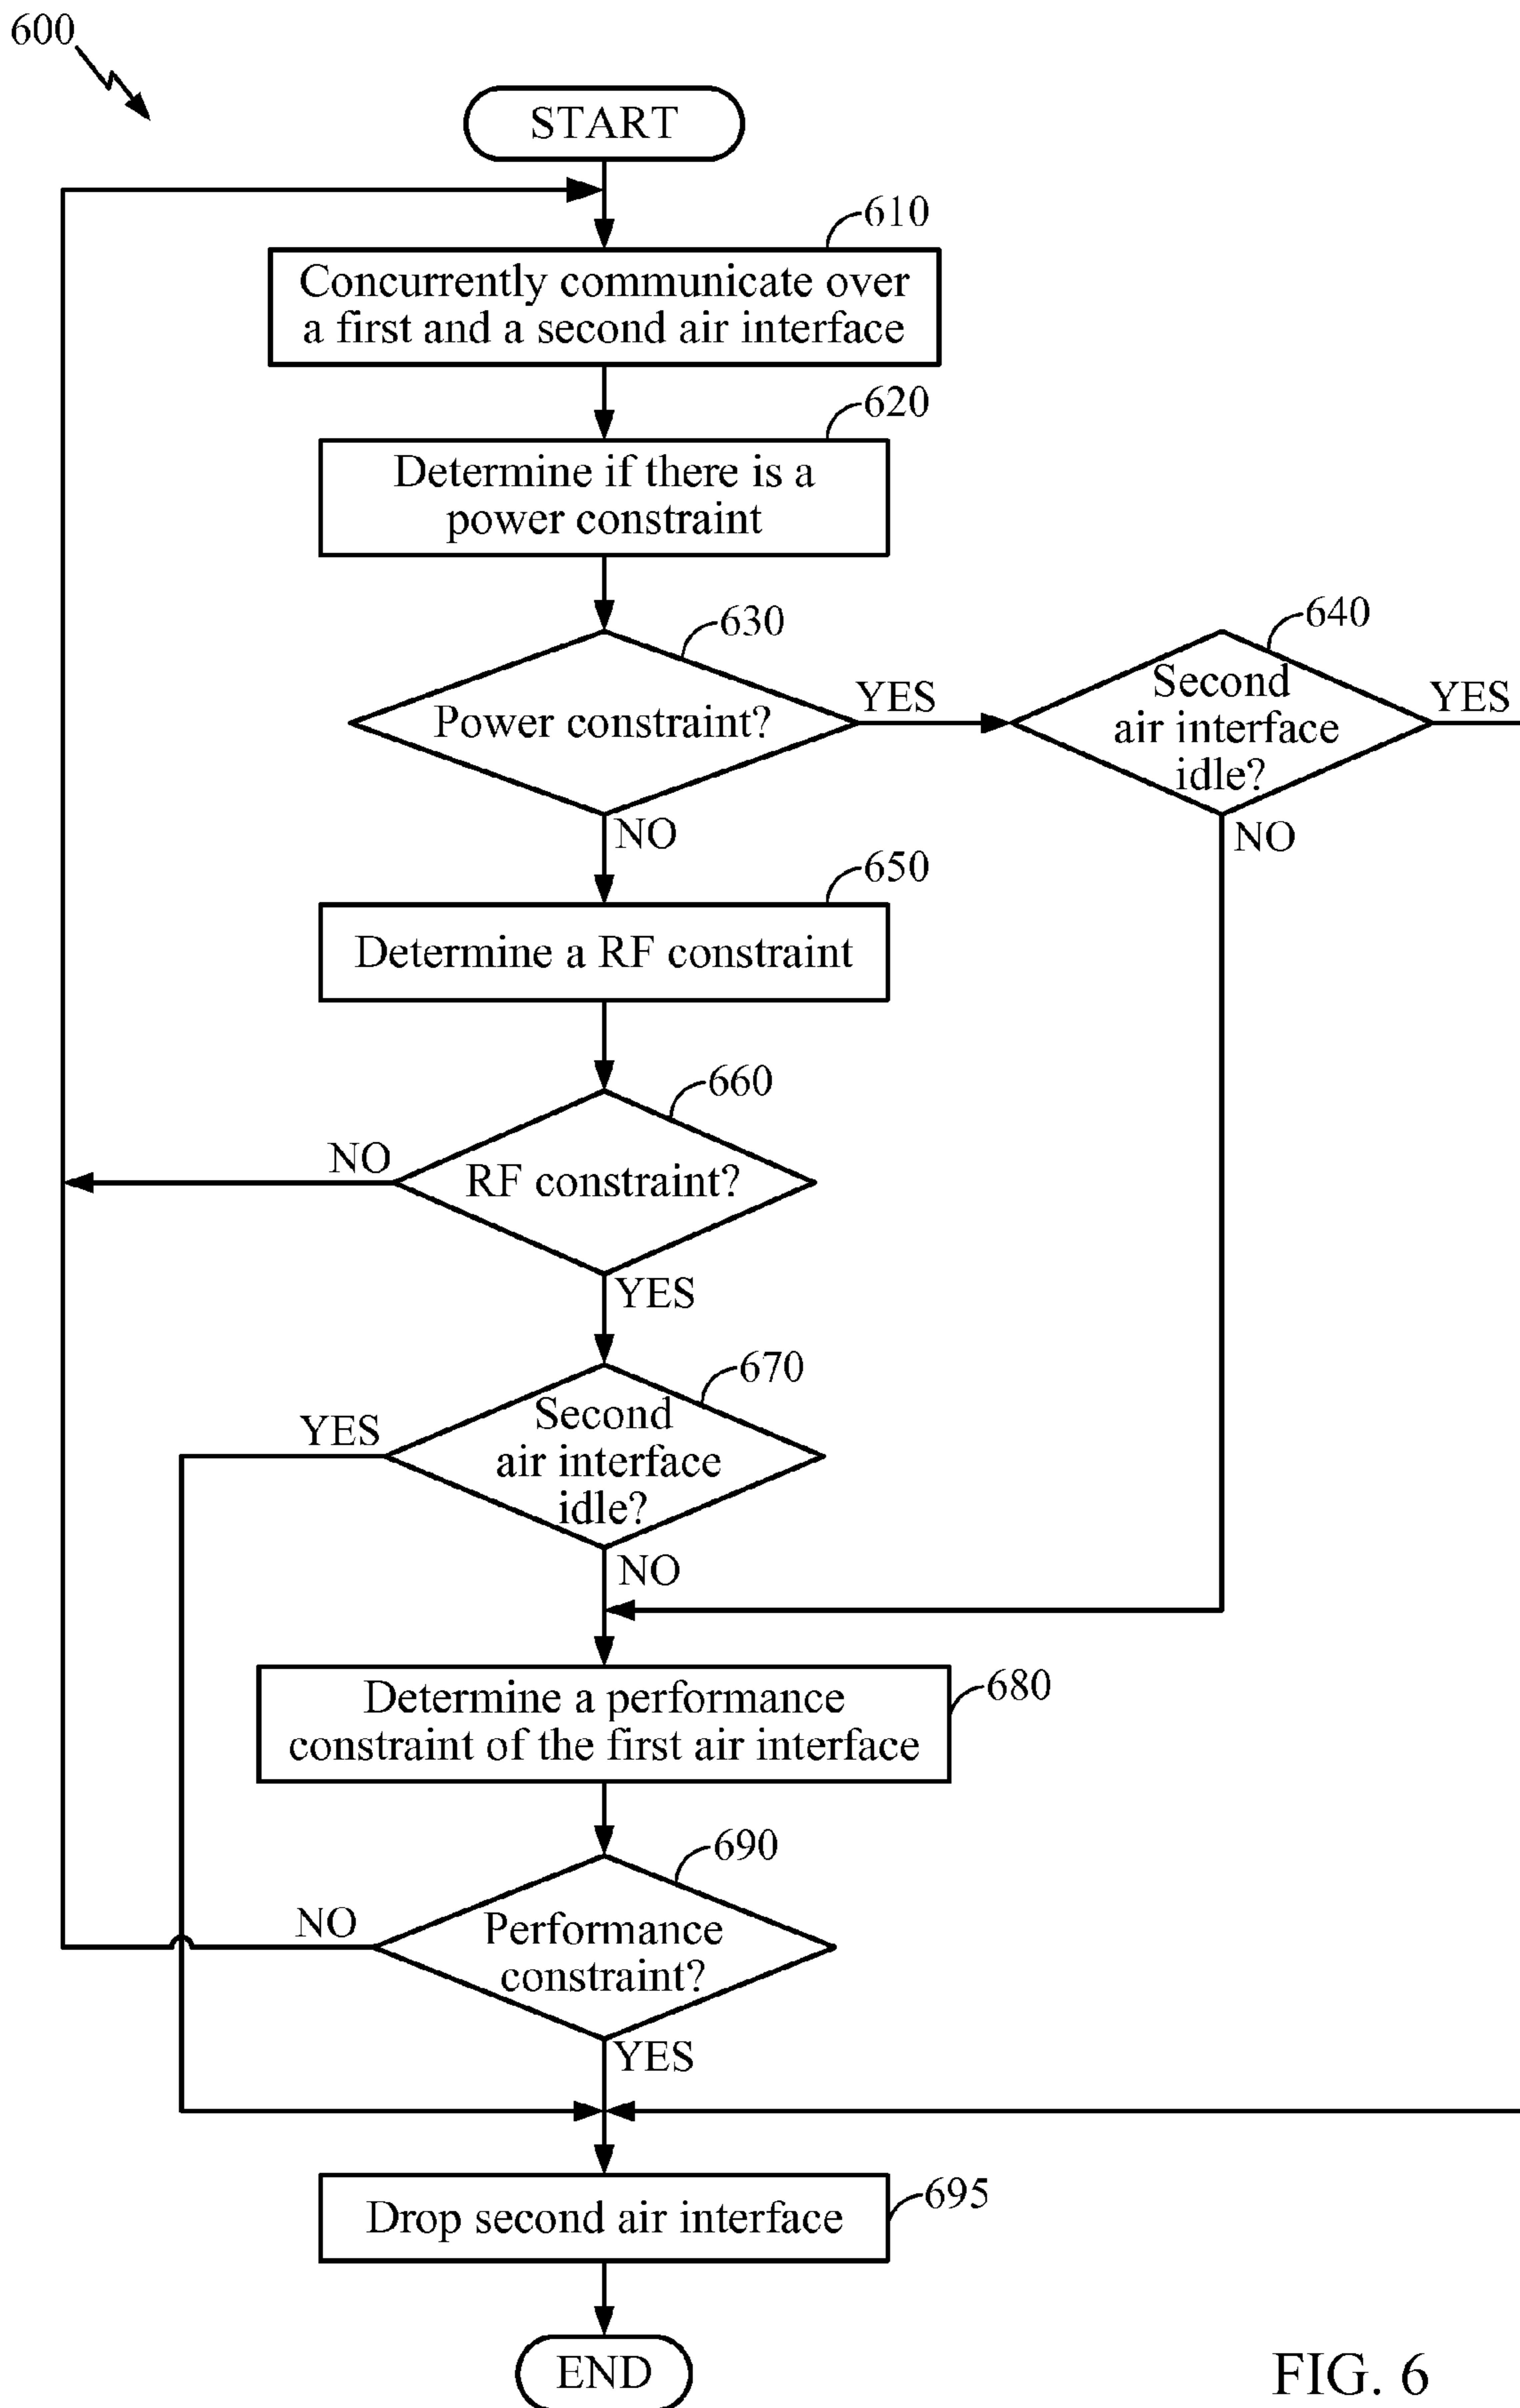 600
START
610
Concurrently communicate over
a first and a second air interface
620
Determine if there is a
power constraint
630
Power constraint?
YES
640
Second
air interface
idle?
YES
NO
NO
650
Determine a RF constraint
660
RF constraint?
NO
YES
670
Second
air interface
idle?
YES
NO
680
Determine a performance
constraint of the first air interface
690
Performance
constraint?
NO
YES
695
Drop second air interface
END
FIG. 6